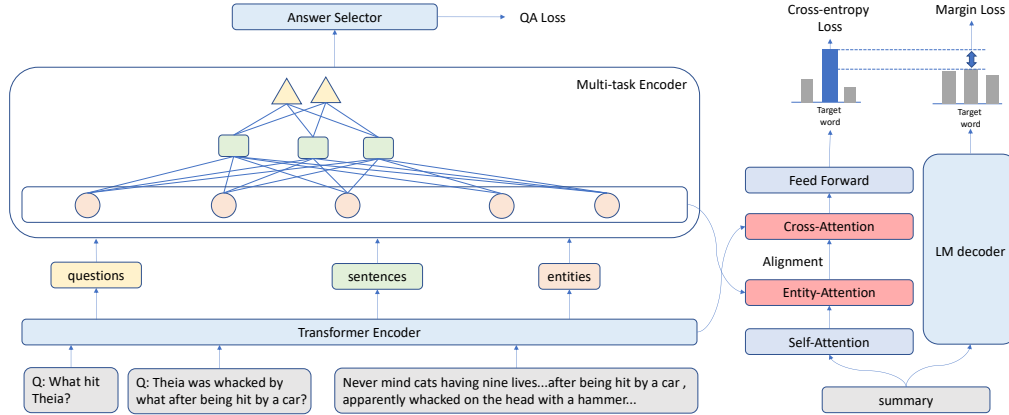 Answer Selector
QA Loss
Cross-entropy
Loss
Margin Loss
Multi-task Encoder
Target
word
Target
word
Feed Forward
Cross-Attention
Alignment
Entity-Attention
Self-Attention
LM decoder
summary
questions
sentences
entities
Transformer Encoder
Q: What hit
Theia?
Q: Theia was whacked by
what after being hit by a car?
Never mind cats having nine lives...after being hit by a car ,
apparently whacked on the head with a hammer...